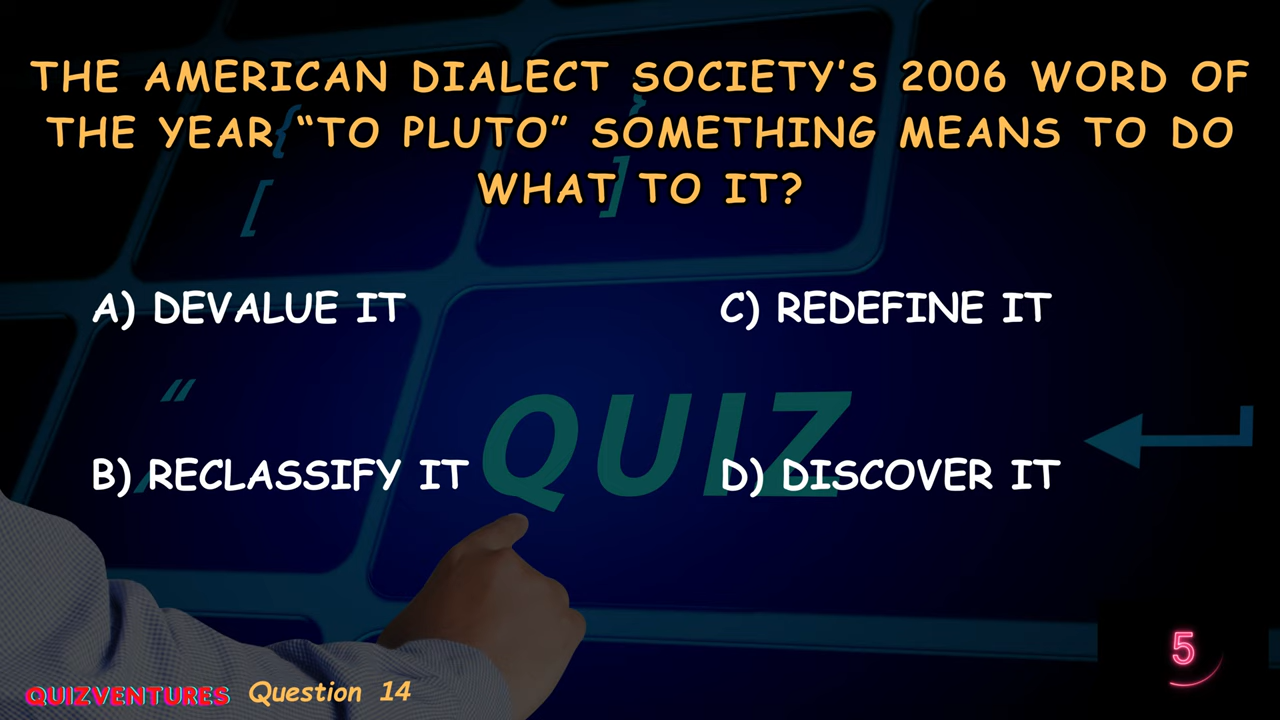 THE AMERICAN DIALECT SOCIETY'S 2006 WORD OF
THE YEAR “TO PLUTO” SOMETHING MEANS TO DO
WHAT TO IT?
A) DEVALUE IT
C) REDEFINE IT
B) RECLASSIFY IT
D) DISCOVER IT
QUIZ
5
QUIZVENTURES Question 14